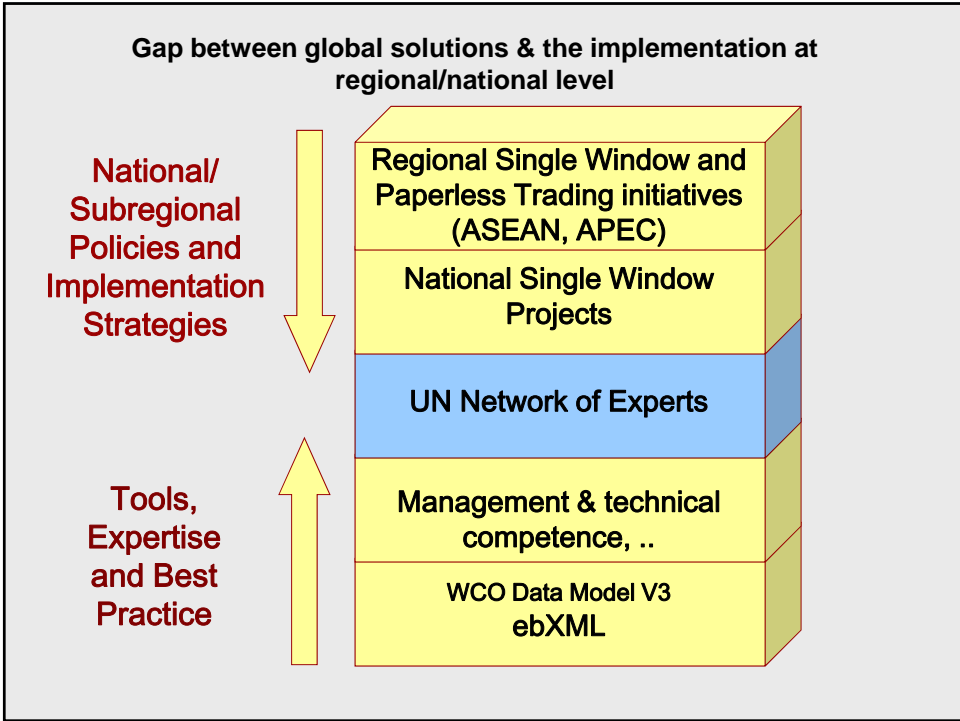 Gap between global solutions & the implementation at
regional/national level
National/
Subregional
Policies and
Implementation
Strategies
Regional Single Window and
Paperless Trading initiatives
(ASEAN, APEC)
National Single Window
Projects
UN Network of Experts
Tools,
Expertise
and Best
Practice
Management & technical
competence, ..
WCO Data Model V3
ebXML